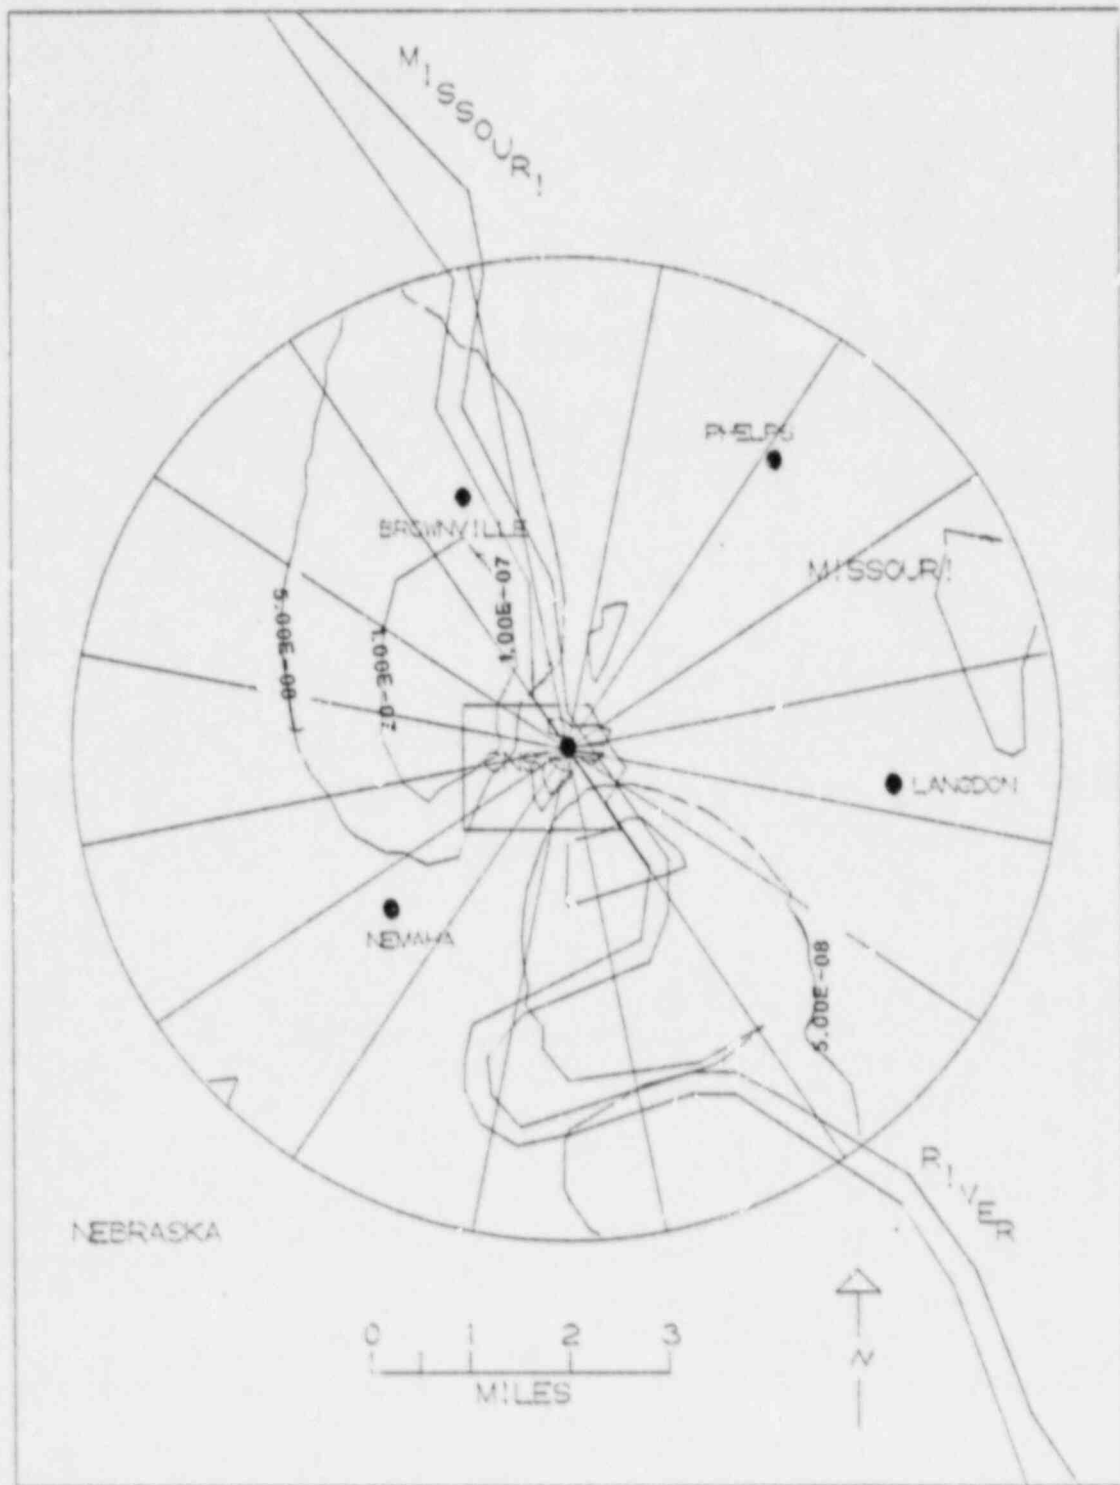 MISSOURI
PHELPS
BROWNVILLE
MISSOURI
1.00E-07
5.00E-08
1.00E-07
LANGDON
NEMAHA
5.00E-08
RIVER
NEBRASKA
0 1 2 3
MILES
N